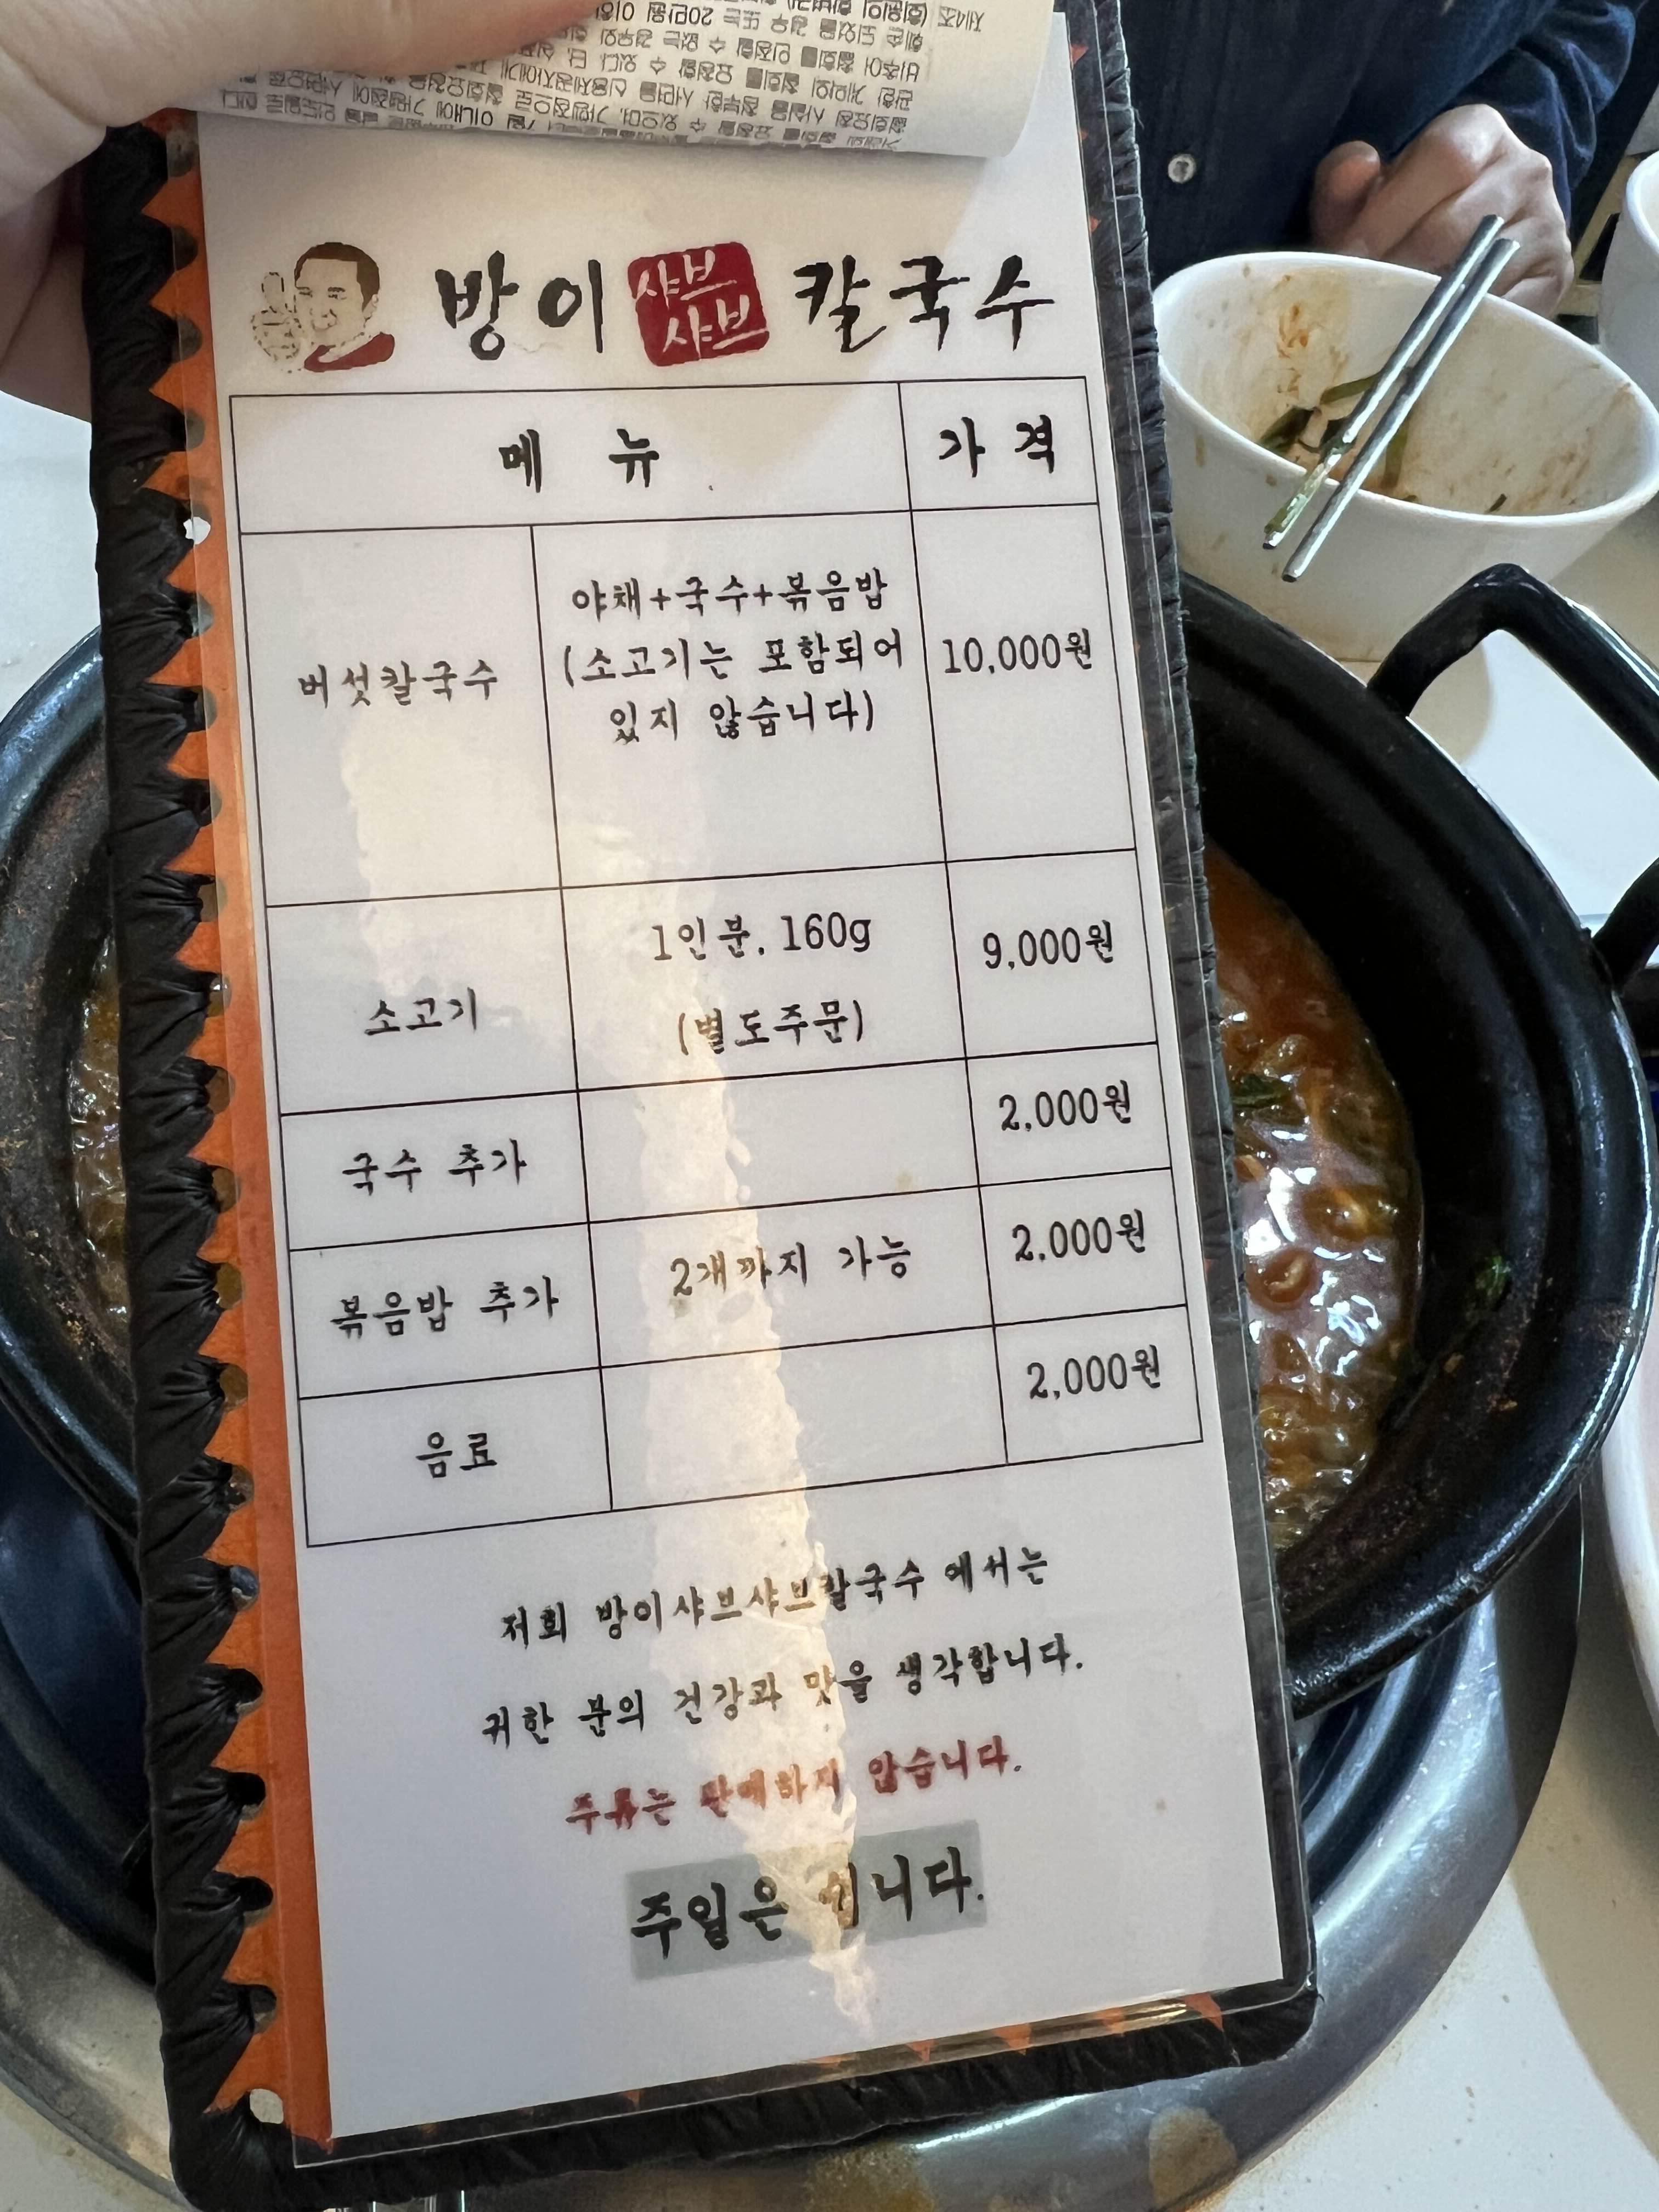 방이 샤브샤브 칼국수
메 뉴 가 격
버섯칼국수
야채+국수+볶음밥
(소고기는 포함되어
있지 않습니다)
10,000원
소고기
1인분. 160g
(별도주문)
9,000원
국수 추가
2,000원
볶음밥 추가
2개까지 가능
2,000원
음료
2,000원
저희 방이샤브샤브칼국수 에서는
귀한 분의 건강과 맛을 생각합니다.
주류는 판매하지 않습니다.
주일은 쉽니다.